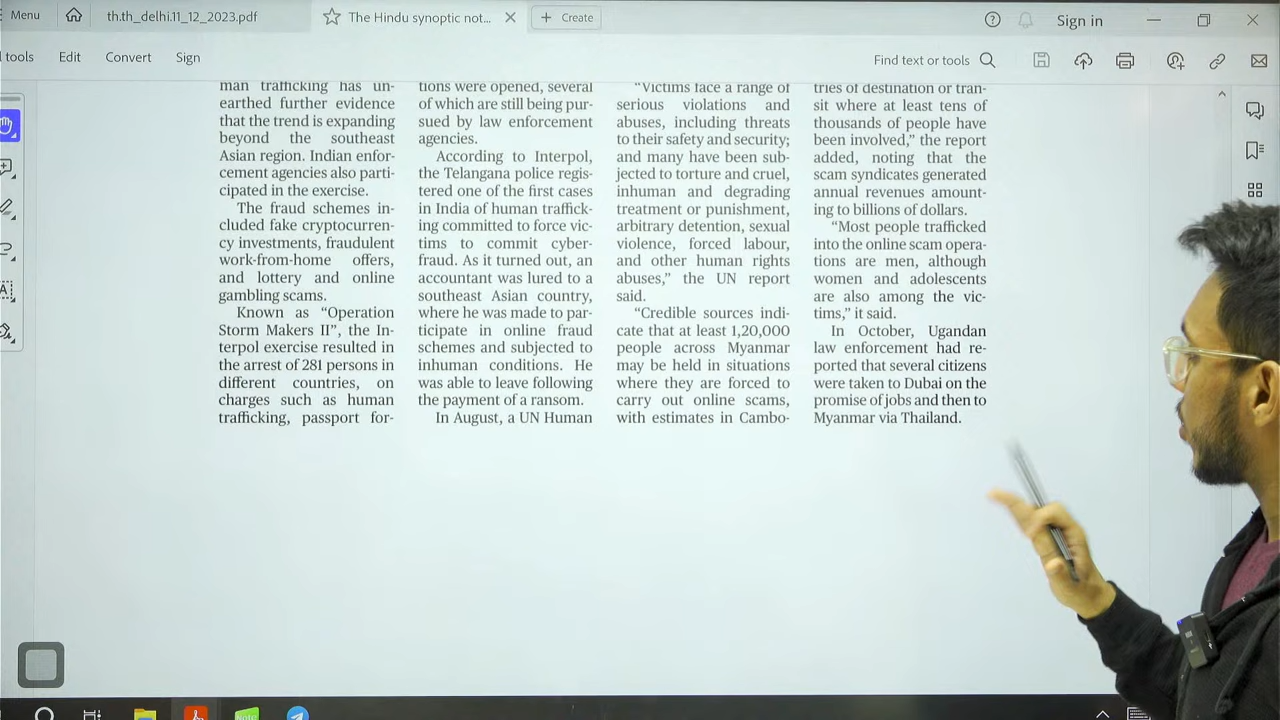 Menu
th.th_delhi.11_12_2023.pdf
The Hindu synoptic not...
Create
Sign in
tools
Edit
Convert
Sign
Find text or tools
man trafficking has un-
earthed further evidence
that the trend is expanding
beyond the southeast
Asian region. Indian enfor-
cement agencies also parti-
cipated in the exercise.
The fraud schemes in-
cluded fake cryptocurren-
cy investments, fraudulent
work-from-home offers,
and lottery and online
gambling scams.
Known as “Operation
Storm Makers II”, the In-
terpol exercise resulted in
the arrest of 281 persons in
different countries, on
charges such as human
trafficking, passport for-
tions were opened, several
of which are still being pur-
sued by law enforcement
agencies.
According to Interpol,
the Telangana police regis-
tered one of the first cases
in India of human traffick-
ing committed to force vic-
tims to commit cyber-
fraud. As it turned out, an
accountant was lured to a
southeast Asian country,
where he was made to par-
ticipate in online fraud
schemes and subjected to
inhuman conditions. He
was able to leave following
the payment of a ransom.
In August, a UN Human
“Victims face a range of
serious violations and
abuses, including threats
to their safety and security;
and many have been sub-
jected to torture and cruel,
inhuman and degrading
treatment or punishment,
arbitrary detention, sexual
violence, forced labour,
and other human rights
abuses,” the UN report
said.
“Credible sources indi-
cate that at least 1,20,000
people across Myanmar
may be held in situations
where they are forced to
carry out online scams,
with estimates in Cambo-
tries of destination or tran-
sit where at least tens of
thousands of people have
been involved,” the report
added, noting that the
scam syndicates generated
annual revenues amount-
ing to billions of dollars.
“Most people trafficked
into the online scam opera-
tions are men, although
women and adolescents
are also among the vic-
tims,” it said.
In October, Ugandan
law enforcement had re-
ported that several citizens
were taken to Dubai on the
promise of jobs and then to
Myanmar via Thailand.